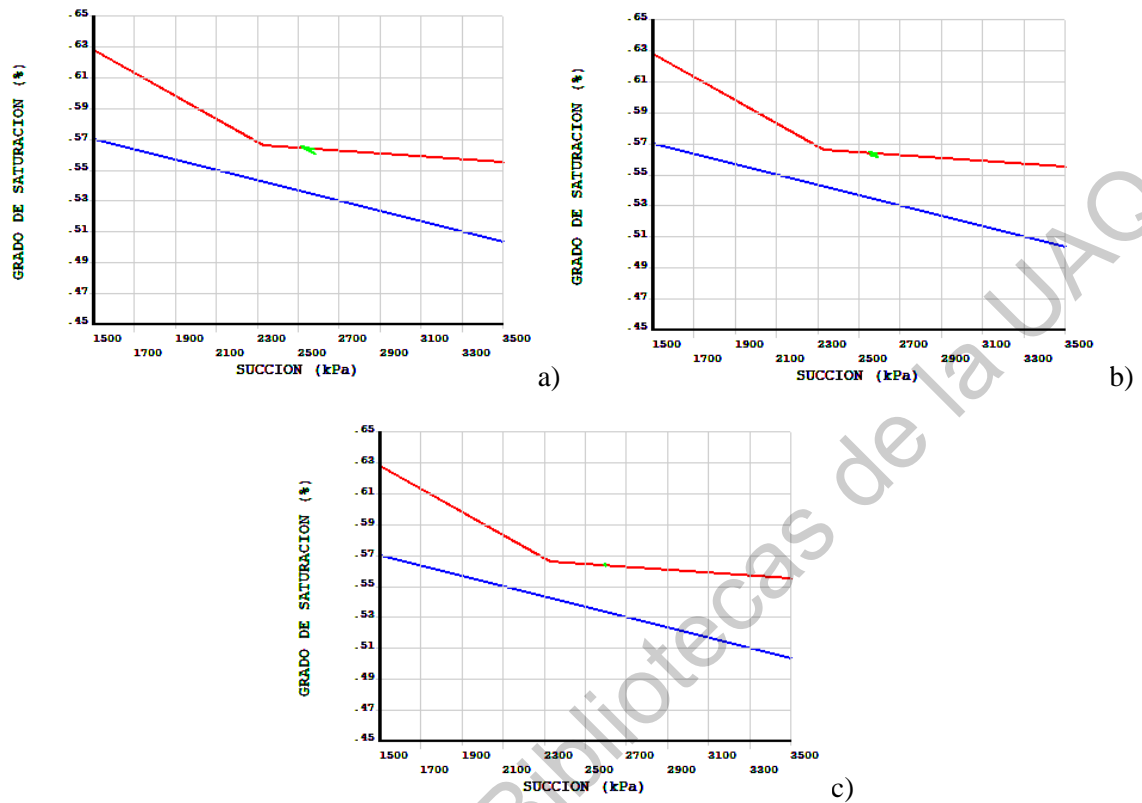 .65
.63
.61
.59
.57
.55
.53
.51
.49
.47
.45
GRADO DE SATURACION (%)
1500 1900 2300 2700 3100 3500
1700 2100 2500 2900 3300
SUCCION (kPa)
a)
.65
.63
.61
.59
.57
.55
.53
.51
.49
.47
.45
GRADO DE SATURACION (%)
1500 1900 2300 2700 3100 3500
1700 2100 2500 2900 3300
SUCCION (kPa)
b)
.65
.63
.61
.59
.57
.55
.53
.51
.49
.47
.45
GRADO DE SATURACION (%)
1500 1900 2300 2700 3100 3500
1700 2100 2500 2900 3300
SUCCION (kPa)
c)
Bibliotecas de la UAQ